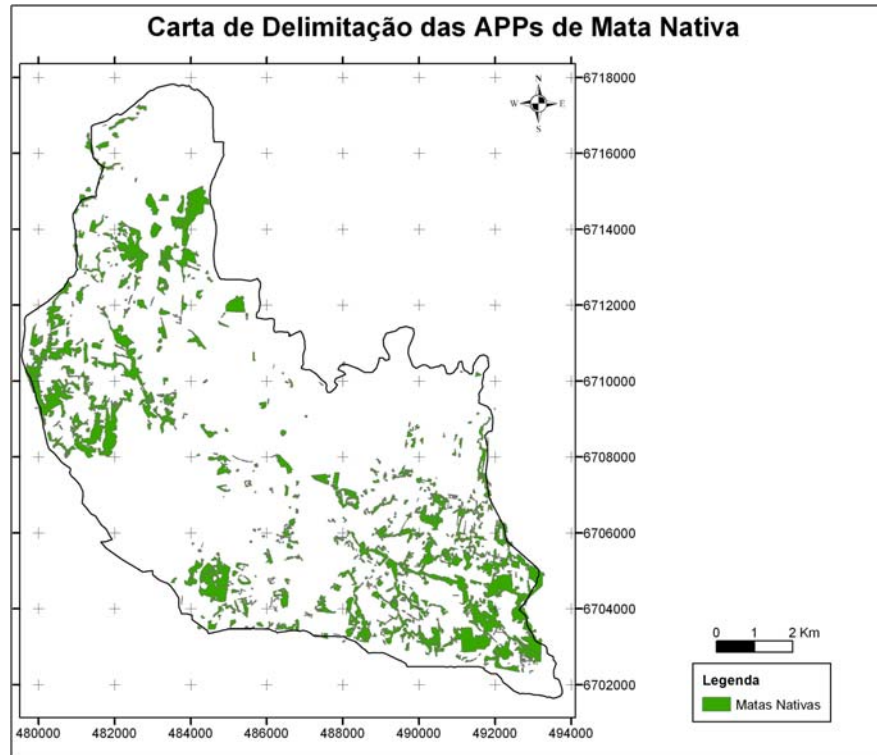 Carta de Delimitação das APPs de Mata Nativa
N
W E
S
6718000
6716000
6714000
6712000
6710000
6708000
6706000
6704000
6702000
0 1 2 Km
Legenda
Matas Nativas
480000 482000 484000 486000 488000 490000 492000 494000